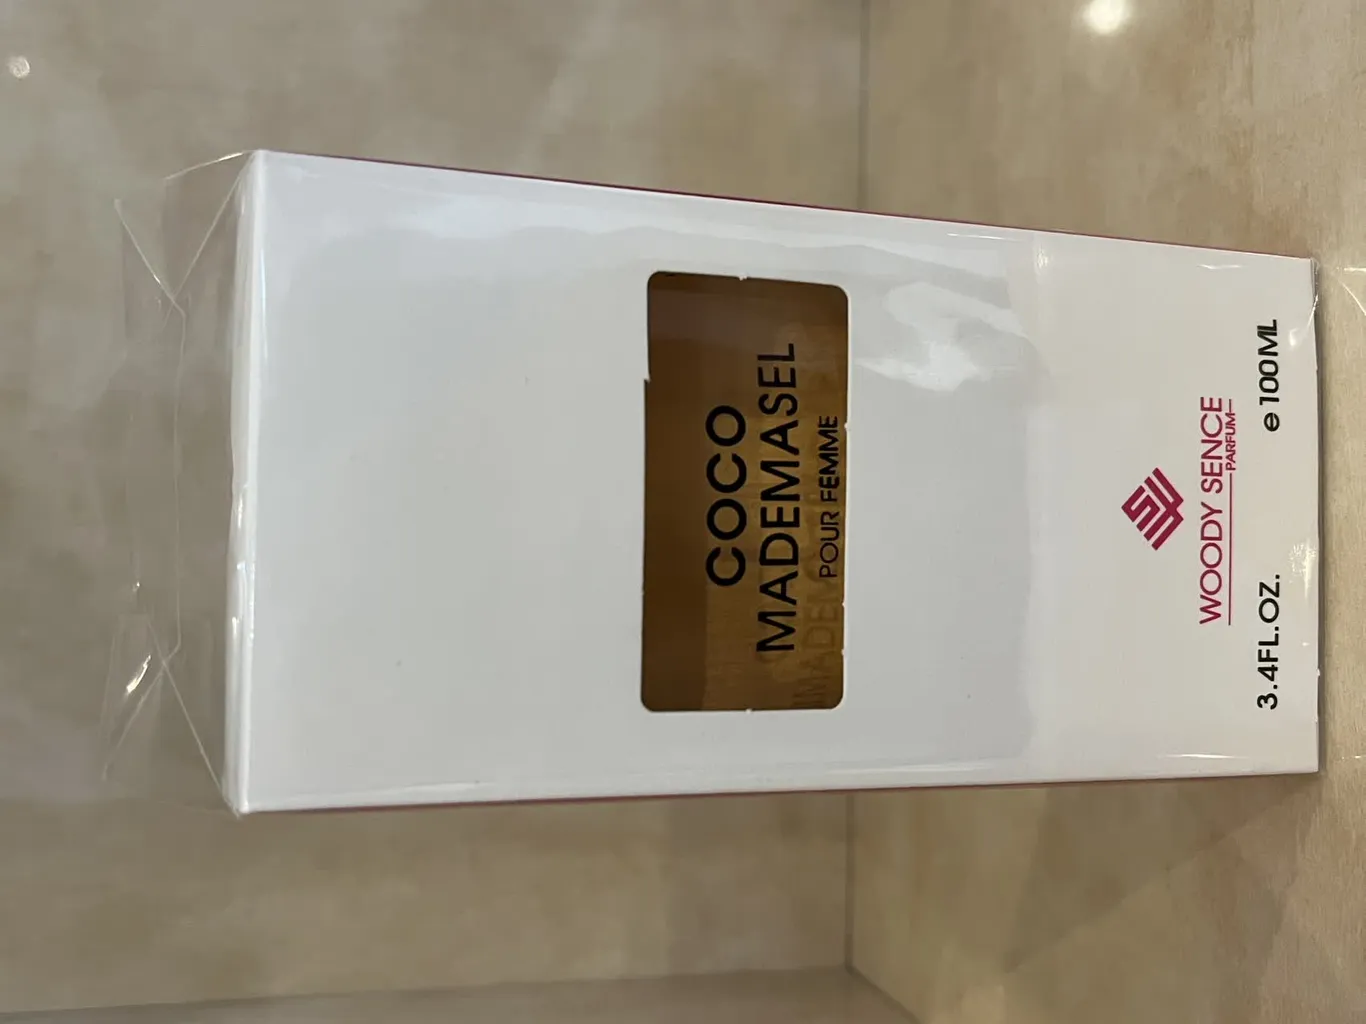 COCO
MADEMASEL
POUR FEMME
WOODY SENCE
PARFUM
3.4FL.OZ. e 100ML